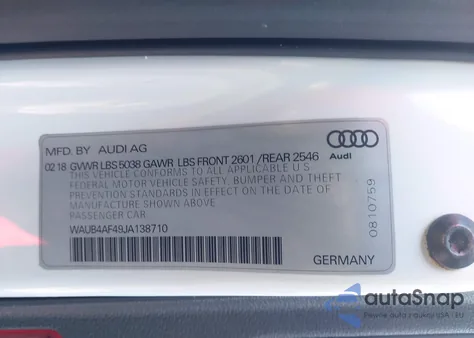 MFD. BY AUDI AG
02 18 GVWR LBS 5038 GAWR LBS FRONT 2601 / REAR 2546
THIS VEHICLE CONFORMS TO ALL APPLICABLE U.S.
FEDERAL MOTOR VEHICLE SAFETY, BUMPER AND THEFT
PREVENTION STANDARDS IN EFFECT ON THE DATE OF
MANUFACTURE SHOWN ABOVE
PASSENGER CAR
WAUB4AF49JA138710
Audi
0810759
GERMANY
autoSnap